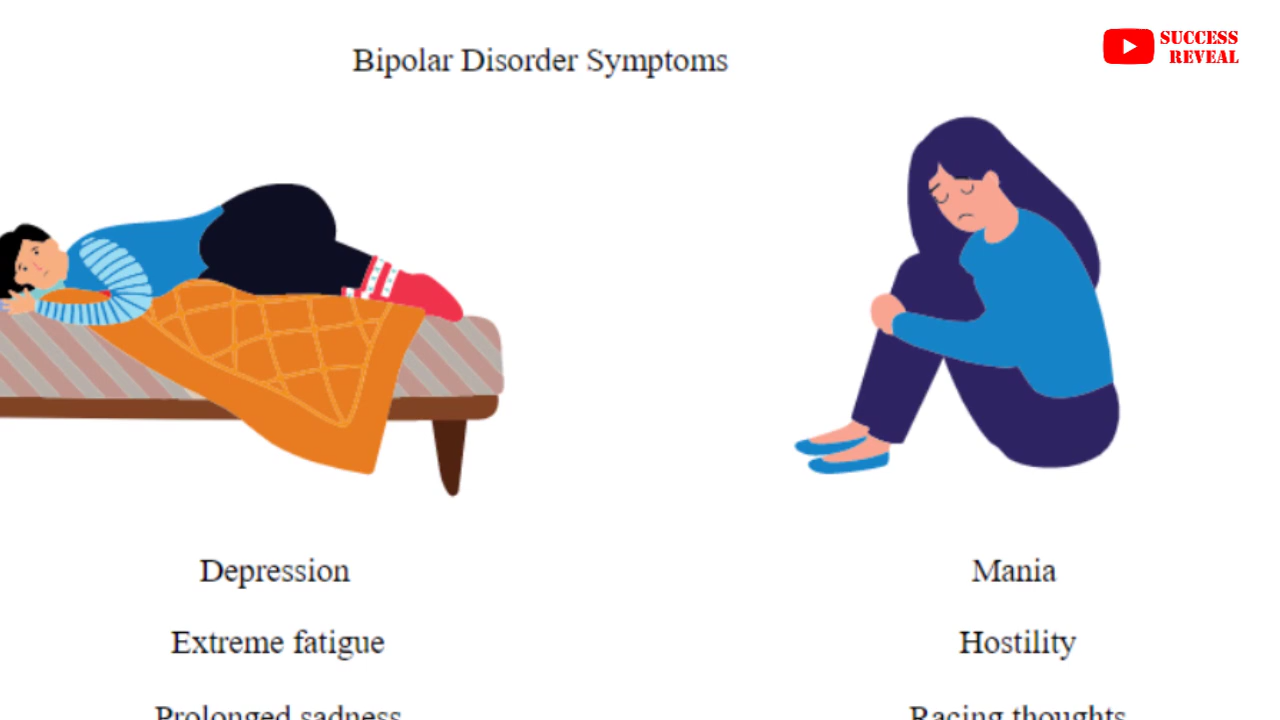 SUCCESS
REVEAL
Bipolar Disorder Symptoms
Depression
Mania
Extreme fatigue
Hostility
Prolonged sadness
Racing thoughts